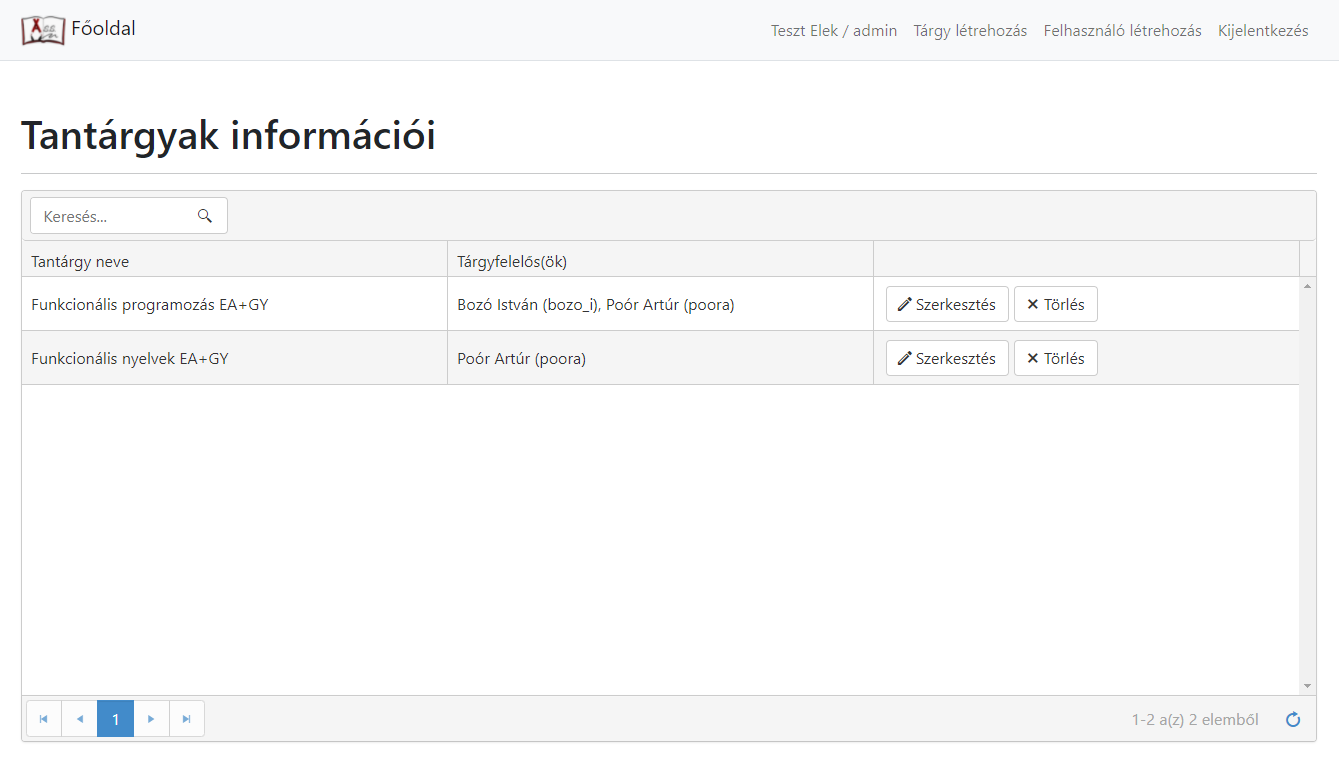 Főoldal
Teszt Elek / admin Tárgy létrehozás Felhasználó létrehozás Kijelentkezés
Tantárgyak információi
Keresés...
Tantárgy neve Tárgyfelelős(ök)
Funkcionális programozás EA+GY Bozó István (bozo_i), Poór Artúr (poora) Szerkesztés Törlés
Funkcionális nyelvek EA+GY Poór Artúr (poora) Szerkesztés Törlés
1
1-2 a(z) 2 elemből